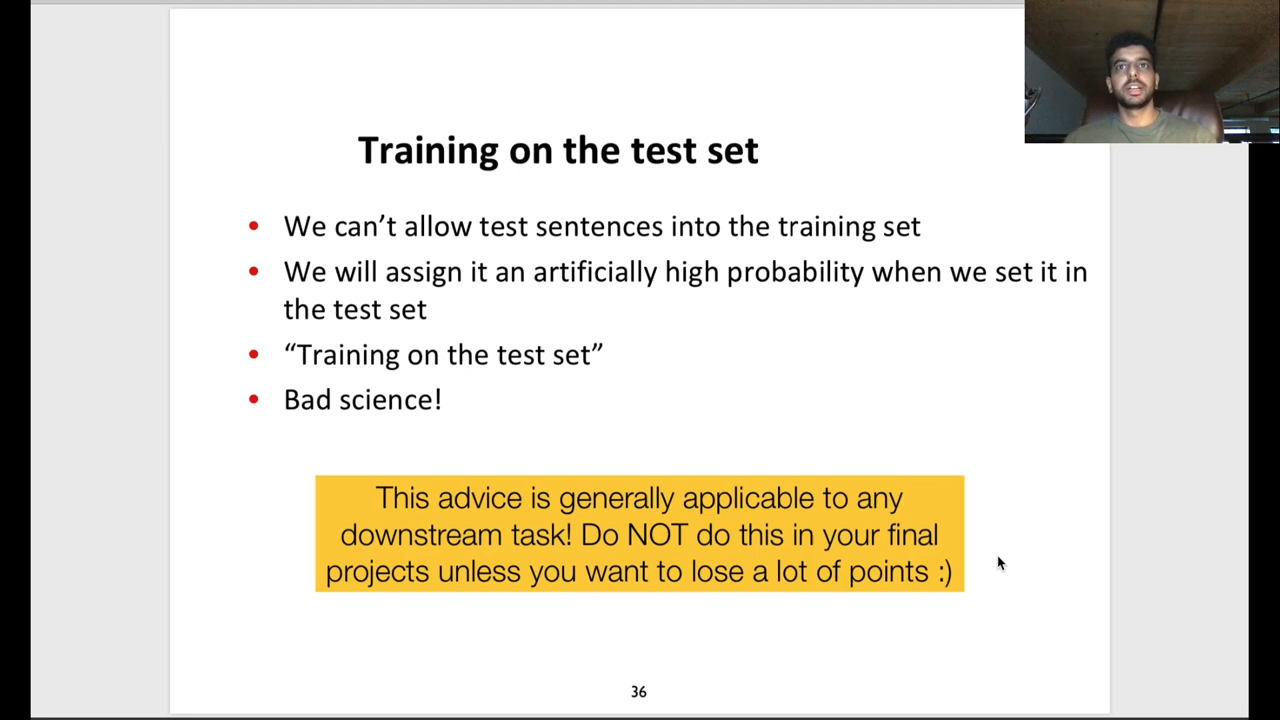 Training on the test set
• We can’t allow test sentences into the training set
• We will assign it an artificially high probability when we set it in
the test set
• “Training on the test set”
• Bad science!
This advice is generally applicable to any
downstream task! Do NOT do this in your final
projects unless you want to lose a lot of points :)
36